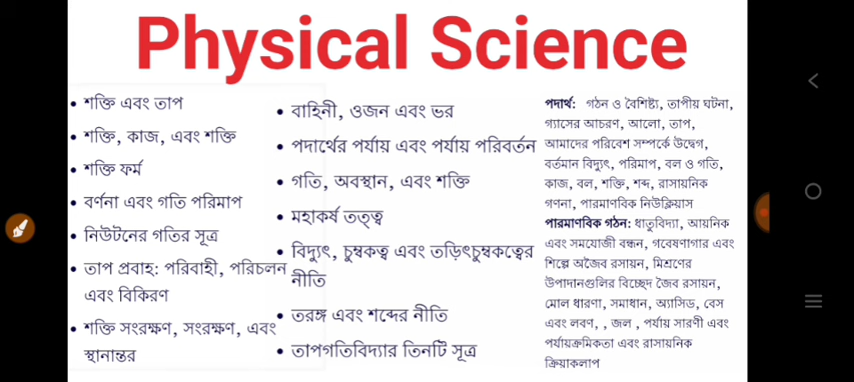 Physical Science
• শক্তি এবং তাপ
• শক্তি, কাজ, এবং শক্তি
• শক্তি ফর্ম
• বর্ণনা এবং গতি পরিমাপ
• নিউটনের গতির সূত্র
• তাপ প্রবাহ: পরিবাহী, পরিচলন
এবং বিকিরণ
• শক্তি সংরক্ষণ, সংরক্ষণ, এবং
স্থানান্তর
• বাহিনী, ওজন এবং ভর
• পদার্থের পর্যায় এবং পর্যায় পরিবর্তন
• গতি, অবস্থান, এবং শক্তি
• মহাকর্ষ তত্ত্ব
• বিদ্যুৎ, চুম্বকত্ব এবং তড়িৎচুম্বকত্বের
নীতি
• তরঙ্গ এবং শব্দের নীতি
• তাপগতিবিদ্যার তিনটি সূত্র
পদার্থ: গঠন ও বৈশিষ্ট্য, তাপীয় ঘটনা,
গ্যাসের আচরণ, আলো, তাপ,
আমাদের পরিবেশ সম্পর্কে উদ্বেগ,
বর্তমান বিদ্যুৎ, পরিমাপ, বল ও গতি,
কাজ, বল, শক্তি, শব্দ, রাসায়নিক
গণনা, পারমাণবিক নিউক্লিয়াস
পারমাণবিক গঠন: ধাতুবিদ্যা, আয়নিক
এবং সমযোজী বন্ধন, গবেষণাগার এবং
শিল্পে অজৈব রসায়ন, মিশ্রণের
উপাদানগুলির বিচ্ছেদ জৈব রসায়ন,
মোল ধারণা, সমাধান, অ্যাসিড, বেস
এবং লবণ, , জল , পর্যায় সারণী এবং
পর্যায়ক্রমিকতা এবং রাসায়নিক
ক্রিয়াকলাপ